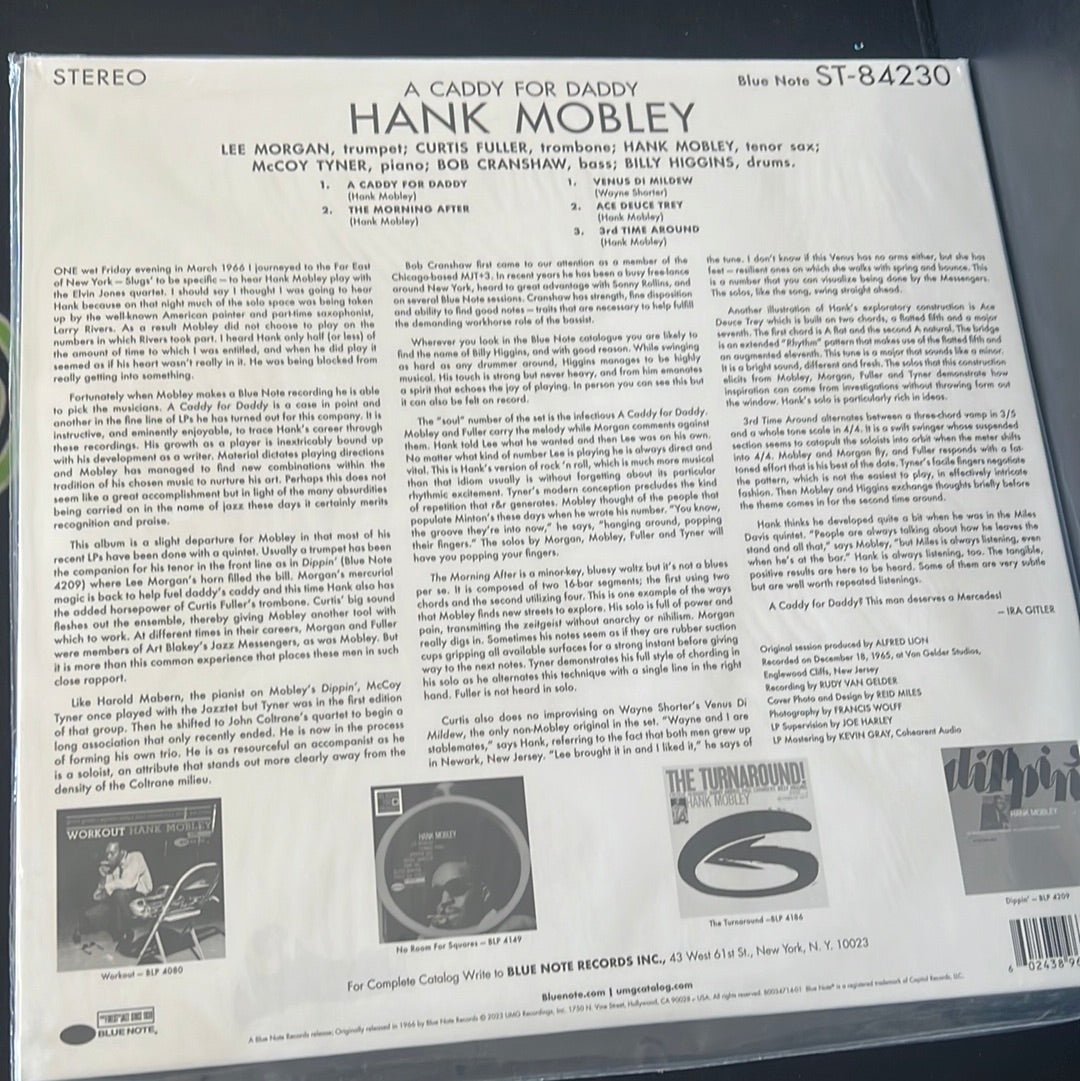 STEREO
A CADDY FOR DADDY
Blue Note ST-84230
HANK MOBLEY
LEE MORGAN, trumpet; CURTIS FULLER, trombone; HANK MOBLEY, tenor sax;
McCOY TYNER, piano; BOB CRANSHAW, bass; BILLY HIGGINS, drums.
1. A CADDY FOR DADDY
(Hank Mobley)
2. THE MORNING AFTER
(Hank Mobley)
1. VENUS DI MILDEW
(Wayne Shorter)
2. ACE DEUCE TREY
(Hank Mobley)
3. 3rd TIME AROUND
(Hank Mobley)
ONE wet Friday evening in March 1966 I journeyed to the Far East
of New York – Slugs' to be specific – to hear Hank Mobley play with
the Elvin Jones quartet. I should say I thought I was going to hear
Hank because on that night much of the solo space was being taken
up by the well-known American painter and part-time saxophonist,
Larry Rivers. As a result Mobley did not choose to play on the
numbers in which Rivers took part. I heard Hank only half (or less) of
the amount of time to which I was entitled, and when he did play it
seemed as if his heart wasn't really in it. He was being blocked from
really getting into something.
Fortunately when Mobley makes a Blue Note recording he is able
to pick the musicians. A Caddy for Daddy is a case in point and
another in the fine line of LPs he has turned out for this company. It is
instructive, and eminently enjoyable, to trace Hank's career through
these recordings. His growth as a player is inextricably bound up
with his development as a writer. Material dictates playing directions
and Mobley has managed to find new combinations within the
tradition of his chosen music to nurture his art. Perhaps this does not
seem like a great accomplishment but in light of the many absurdities
being carried on in the name of jazz these days it certainly merits
recognition and praise.
This album is a slight departure for Mobley in that most of his
recent LPs have been done with a quintet. Usually a trumpet has been
the companion for his tenor in the front line as in Dippin' (Blue Note
4209) where Lee Morgan's horn filled the bill. Morgan's mercurial
magic is back to help fuel daddy's caddy and this time Hank also has
the added horsepower of Curtis Fuller's trombone. Curtis' big sound
fleshes out the ensemble, thereby giving Mobley another tool with
which to work. At different times in their careers, Morgan and Fuller
were members of Art Blakey's Jazz Messengers, as was Mobley. But
it is more than this common experience that places these men in such
close rapport.
Like Harold Mabern, the pianist on Mobley's Dippin', McCoy
Tyner once played with the Jazztet but Tyner was in the first edition
of that group. Then he shifted to John Coltrane's quartet to begin a
long association that only recently ended. He is now in the process
of forming his own trio. He is as resourceful an accompanist as he
is a soloist, an attribute that stands out more clearly away from the
density of the Coltrane milieu.
Bob Cranshaw first came to our attention as a member of the
Chicago-based MJT+3. In recent years he has been a busy free-lance
around New York, heard to great advantage with Sonny Rollins, and
on several Blue Note sessions. Cranshaw has strength, fine disposition
and ability to find good notes – traits that are necessary to help fulfill
the demanding workhorse role of the bassist.
Wherever you look in the Blue Note catalogue you are likely to
find the name of Billy Higgins, and with good reason. While swinging
as hard as any drummer around, Higgins manages to be highly
musical. His touch is strong but never heavy, and from him emanates
a spirit that echoes the joy of playing. In person you can see this but
it can also be felt on record.
The "soul" number of the set is the infectious A Caddy for Daddy.
Mobley and Fuller carry the melody while Morgan comments against
them. Hank told Lee what he wanted and then Lee was on his own.
No matter what kind of number Lee is playing he is always direct and
vital. This is Hank's version of rock 'n roll, which is much more musical
than that idiom usually is without forgetting about its particular
rhythmic excitement. Tyner's modern conception precludes the kind
of repetition that r&r generates. Mobley thought of the people that
populate Minton's these days when he wrote his number. "You know,
the groove they're into now," he says, "hanging around, popping
their fingers." The solos by Morgan, Mobley, Fuller and Tyner will
have you popping your fingers.
The Morning After is a minor-key, bluesy waltz but it's not a blues
per se. It is composed of two 16-bar segments; the first using two
chords and the second utilizing four. This is one example of the ways
that Mobley finds new streets to explore. His solo is full of power and
pain, transmitting the zeitgeist without anarchy or nihilism. Morgan
really digs in. Sometimes his notes seem as if they are rubber suction
cups gripping all available surfaces for a strong instant before giving
way to the next notes. Tyner demonstrates his full style of chording in
his solo as he alternates this technique with a single line in the right
hand. Fuller is not heard in solo.
Curtis also does no improvising on Wayne Shorter's Venus Di
Mildew, the only non-Mobley original in the set. "Wayne and I are
stablemates," says Hank, referring to the fact that both men grew up
in Newark, New Jersey. "Lee brought it in and I liked it," he says of
the tune. I don't know if this Venus has no arms either, but she has
feet – resilient ones on which she walks with spring and bounce. This
is a number that you can visualize being done by the Messengers.
The solos, like the song, swing straight ahead.
Another illustration of Hank's exploratory construction is Ace
Deuce Trey which is built on two chords, a flatted fifth and a major
seventh. The first chord is A flat and the second A natural. The bridge
is an extended "Rhythm" pattern that makes use of the flatted fifth and
an augmented eleventh. This tune is a major that sounds like a minor.
It is a bright sound, different and fresh. The solos that this construction
elicits from Mobley, Morgan, Fuller and Tyner demonstrate how
inspiration can come from investigations without throwing form out
the window. Hank's solo is particularly rich in ideas.
3rd Time Around alternates between a three-chord vamp in 3/5
and a whole tone scale in 4/4. It is a swift swinger whose suspended
section seems to catapult the soloists into orbit when the meter shifts
into 4/4. Mobley and Morgan fly, and Fuller responds with a fat-
toned effort that is his best of the date. Tyner's facile fingers negotiate
the pattern, which is not the easiest to play, in effectively intricate
fashion. Then Mobley and Higgins exchange thoughts briefly before
the theme comes in for the second time around.
Hank thinks he developed quite a bit when he was in the Miles
Davis quintet. "People are always talking about how he leaves the
stand and all that," says Mobley, "but Miles is always listening, even
when he's at the bar." Hank is always listening, too. The tangible,
positive results are here to be heard. Some of them are very subtle
but are well worth repeated listenings.
A Caddy for Daddy? This man deserves a Mercedes!
– IRA GITLER
Original session produced by ALFRED LION
Recorded on December 18, 1965, at Van Gelder Studios,
Englewood Cliffs, New Jersey
Recording by RUDY VAN GELDER
Cover Photo and Design by REID MILES
Photography by FRANCIS WOLFF
LP Supervision by JOE HARLEY
LP Mastering by KEVIN GRAY, Cohearent Audio
WORKOUT HANK MOBLEY
HANK MOBLEY
THE TURNAROUND!
HANK MOBLEY
dippin
HANK MOBLEY
Workout – BLP 4080
No Room For Squares – BLP 4149
The Turnaround – BLP 4186
Dippin' – BLP 4209
For Complete Catalog Write to BLUE NOTE RECORDS INC., 43 West 61st St., New York, N. Y. 10023
Bluenote.com | umgcatalog.com
A Blue Note Records release; Originally released in 1966 by Blue Note Records © 2023 UMG Recordings, Inc. 1750 N. Vine Street, Hollywood, CA 90028 – USA. All rights reserved. B003471401 Blue Note® is a registered trademark of Capitol Records, LLC.
BLUE NOTE.
6 02438 96